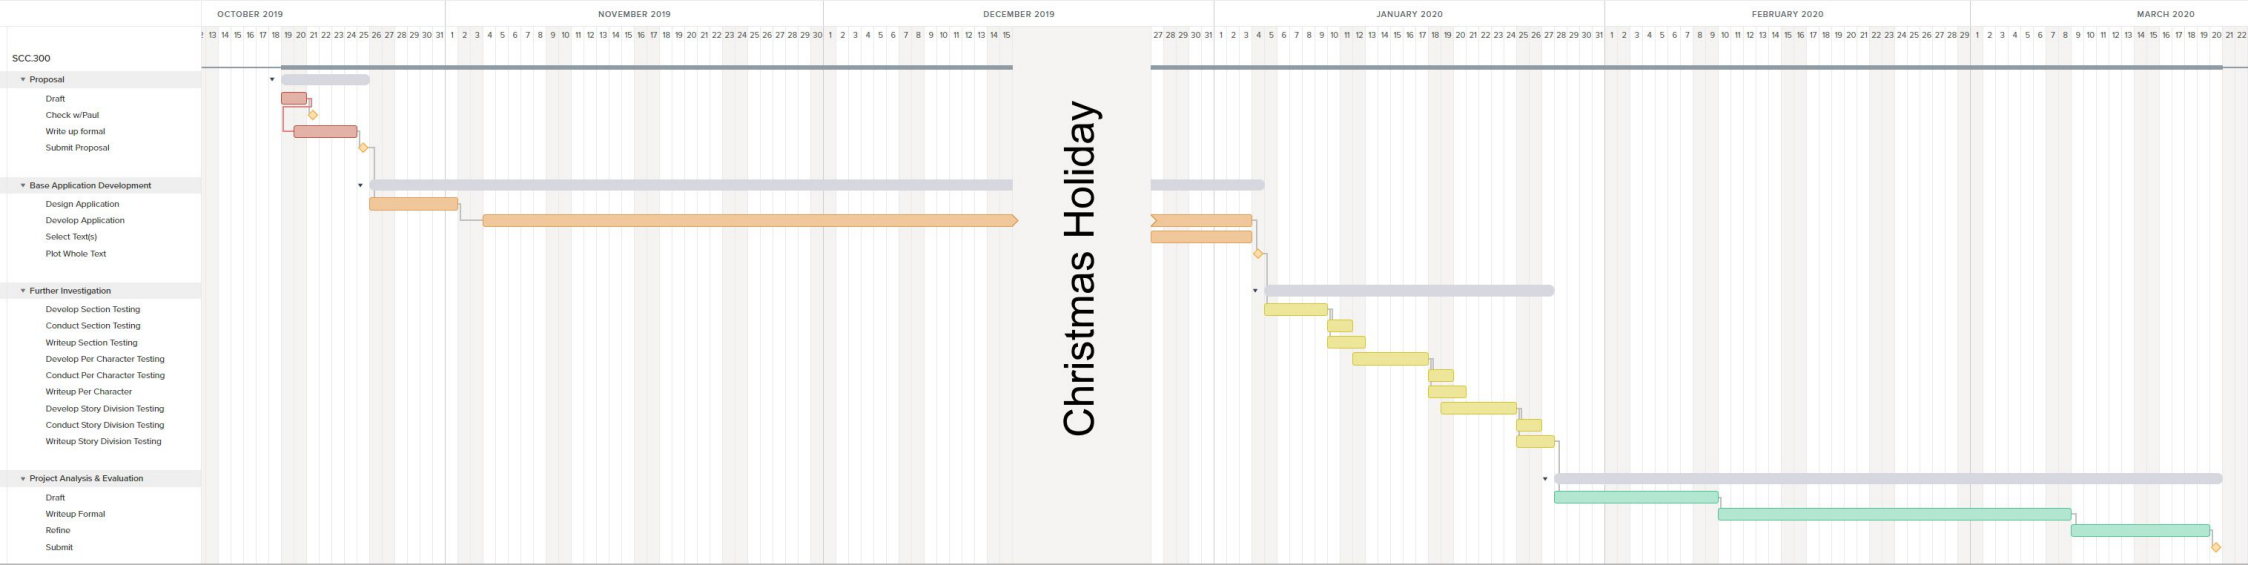 OCTOBER 2019 NOVEMBER 2019 DECEMBER 2019 JANUARY 2020 FEBRUARY 2020 MARCH 2020
13 14 15 16 17 18 19 20 21 22 23 24 25 26 27 28 29 30 31 1 2 3 4 5 6 7 8 9 10 11 12 13 14 15 16 17 18 19 20 21 22 23 24 25 26 27 28 29 30 1 2 3 4 5 6 7 8 9 10 11 12 13 14 15 27 28 29 30 31 1 2 3 4 5 6 7 8 9 10 11 12 13 14 15 16 17 18 19 20 21 22 23 24 25 26 27 28 29 30 31 1 2 3 4 5 6 7 8 9 10 11 12 13 14 15 16 17 18 19 20 21 22 23 24 25 26 27 28 29 1 2 3 4 5 6 7 8 9 10 11 12 13 14 15 16 17 18 19 20 21 22
SCC.300
Proposal
Draft
Check w/Paul
Write up formal
Submit Proposal
Base Application Development
Design Application
Develop Application
Select Text(s)
Plot Whole Text
Christmas Holiday
Further Investigation
Develop Section Testing
Conduct Section Testing
Writeup Section Testing
Develop Per Character Testing
Conduct Per Character Testing
Writeup Per Character
Develop Story Division Testing
Conduct Story Division Testing
Writeup Story Division Testing
Project Analysis & Evaluation
Draft
Writeup Formal
Refine
Submit